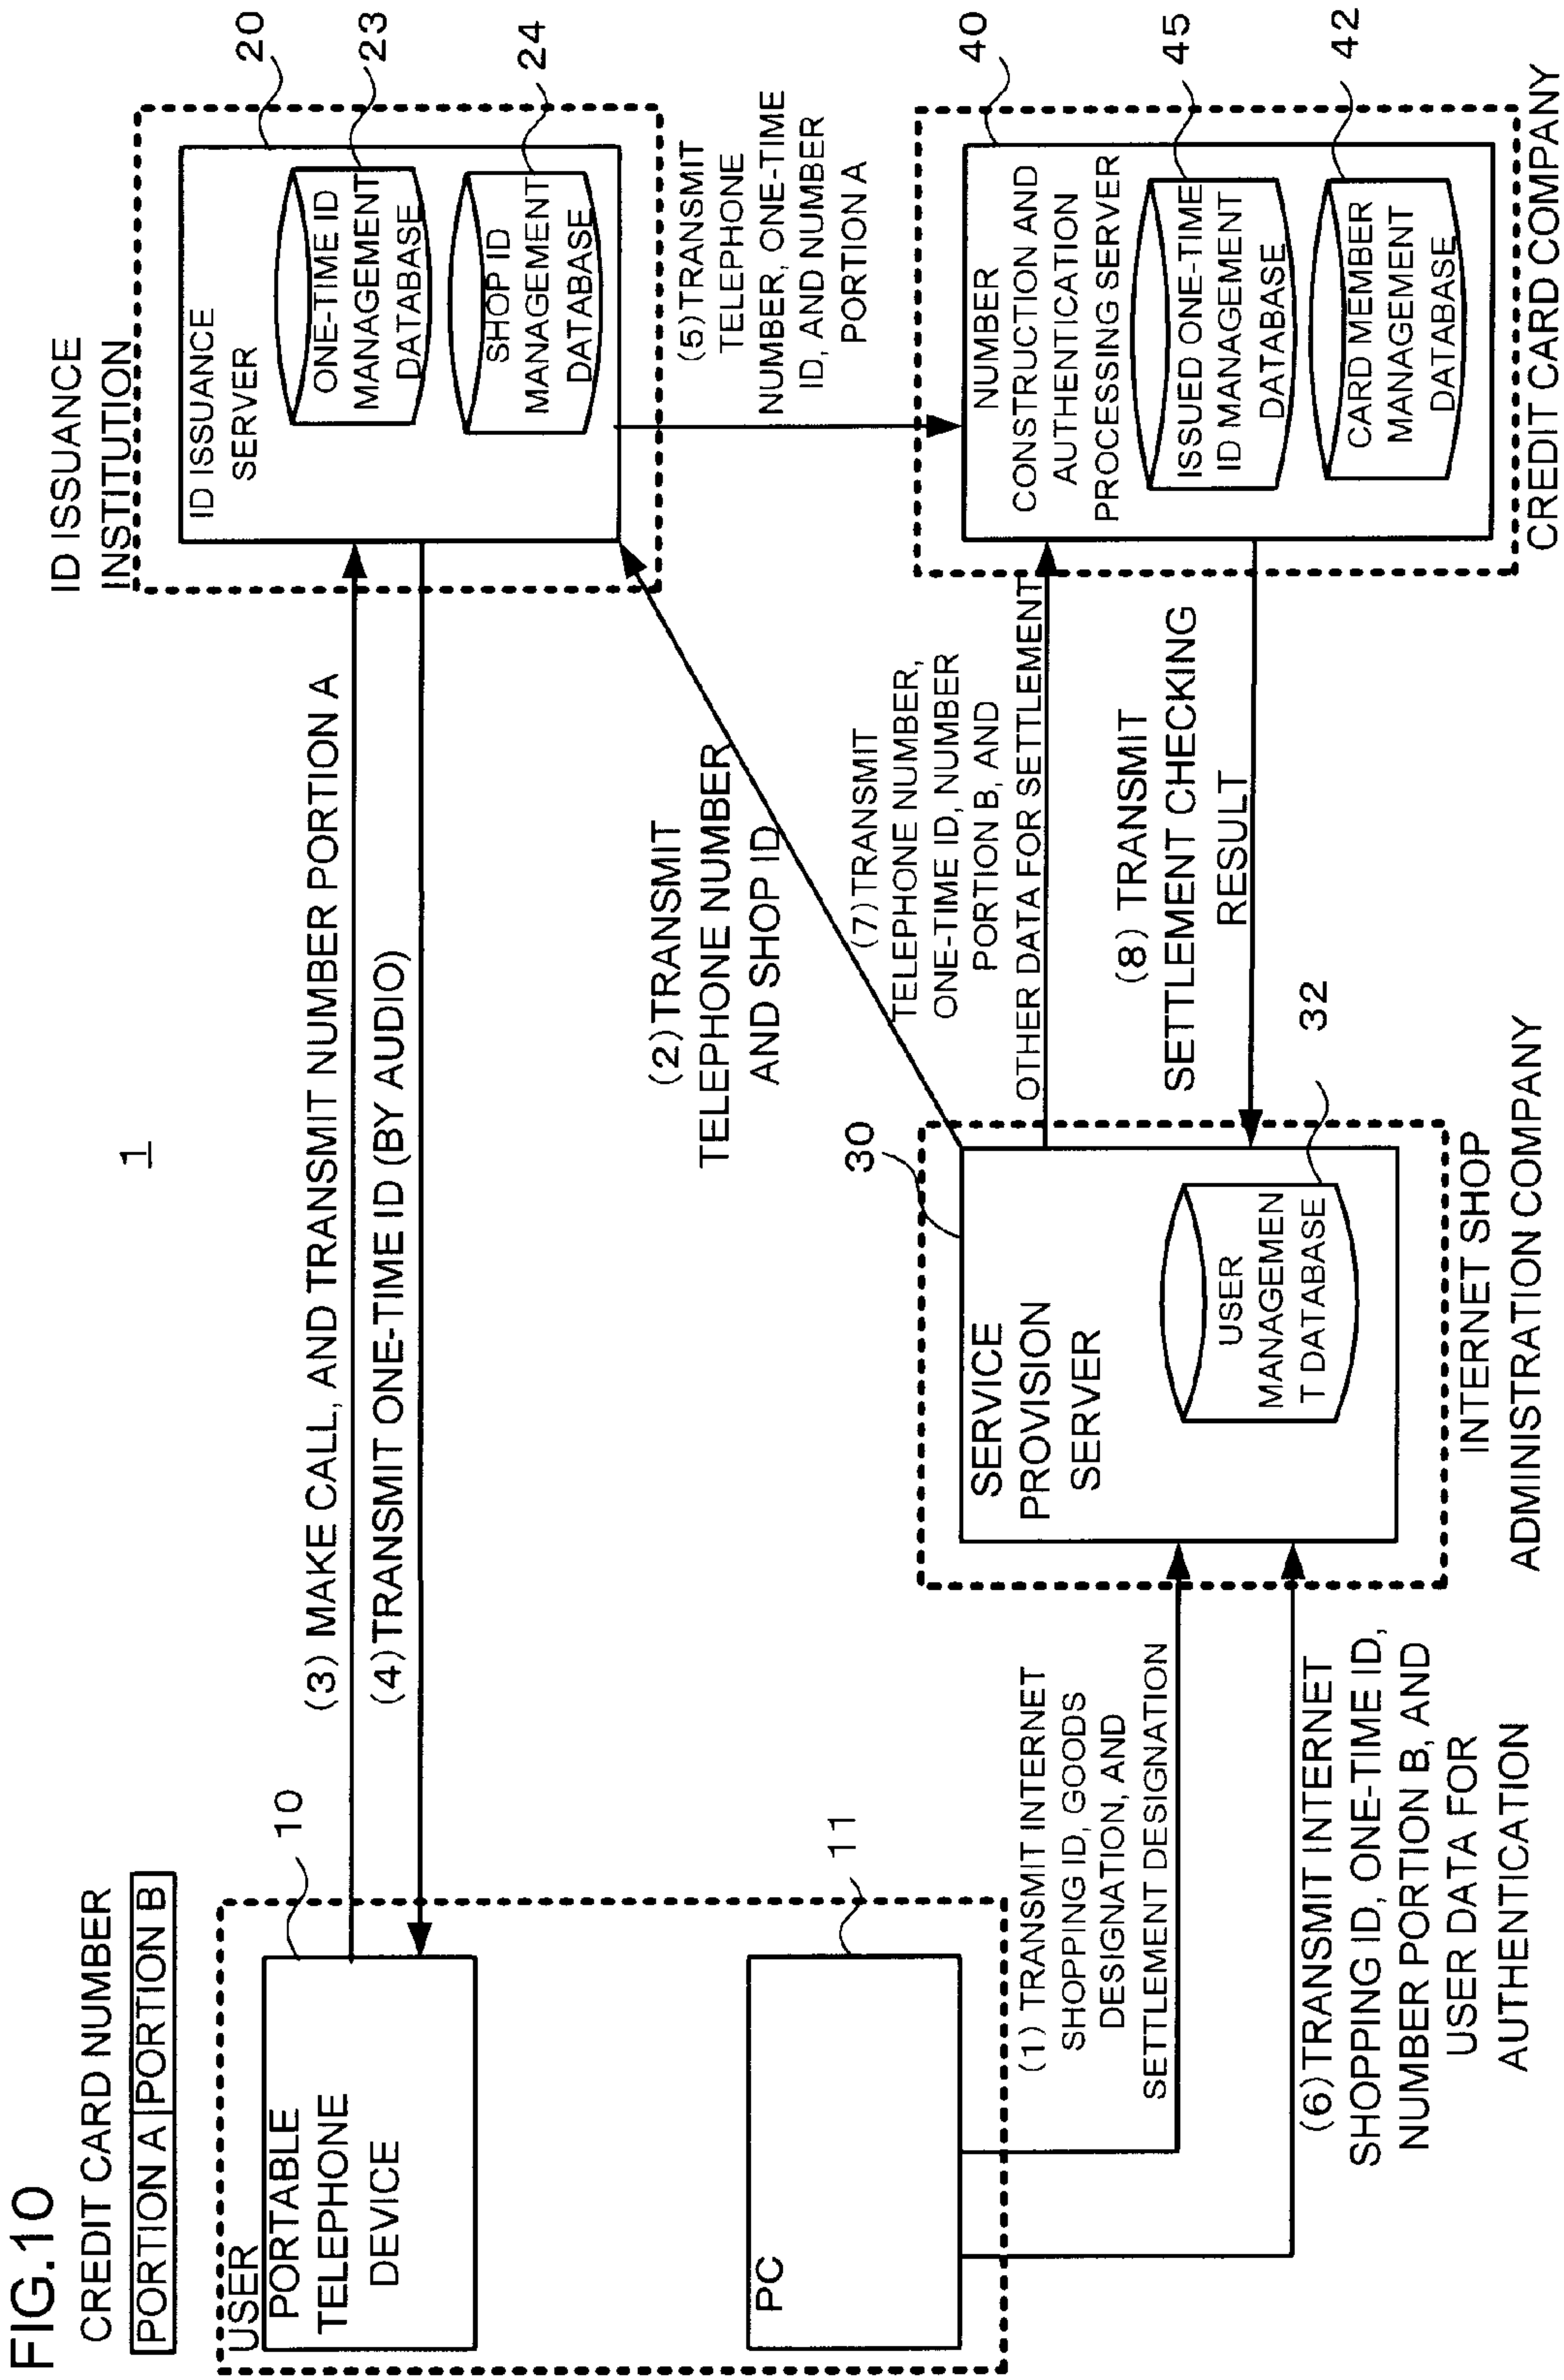 FIG.10
CREDIT CARD NUMBER
PORTION A PORTION B
1
USER
PORTABLE
TELEPHONE
DEVICE
10
PC
11
(3) MAKE CALL, AND TRANSMIT NUMBER PORTION A
(4) TRANSMIT ONE-TIME ID (BY AUDIO)
ID ISSUANCE
INSTITUTION
ID ISSUANCE
SERVER
20
ONE-TIME ID
MANAGEMENT
DATABASE
23
SHOP ID
MANAGEMENT
DATABASE
24
(2) TRANSMIT
TELEPHONE NUMBER
AND SHOP ID
(5) TRANSMIT
TELEPHONE
NUMBER, ONE-TIME
ID, AND NUMBER
PORTION A
(1) TRANSMIT INTERNET
SHOPPING ID, GOODS
DESIGNATION, AND
SETTLEMENT DESIGNATION
(6) TRANSMIT INTERNET
SHOPPING ID, ONE-TIME ID,
NUMBER PORTION B, AND
USER DATA FOR
AUTHENTICATION
30
SERVICE
PROVISION
SERVER
USER
MANAGEMEN
T DATABASE
32
INTERNET SHOP
ADMINISTRATION COMPANY
(7) TRANSMIT
TELEPHONE NUMBER,
ONE-TIME ID, NUMBER
PORTION B, AND
OTHER DATA FOR SETTLEMENT
(8) TRANSMIT
SETTLEMENT CHECKING
RESULT
40
NUMBER
CONSTRUCTION AND
AUTHENTICATION
PROCESSING SERVER
ISSUED ONE-TIME
ID MANAGEMENT
DATABASE
45
CARD MEMBER
MANAGEMENT
DATABASE
42
CREDIT CARD COMPANY